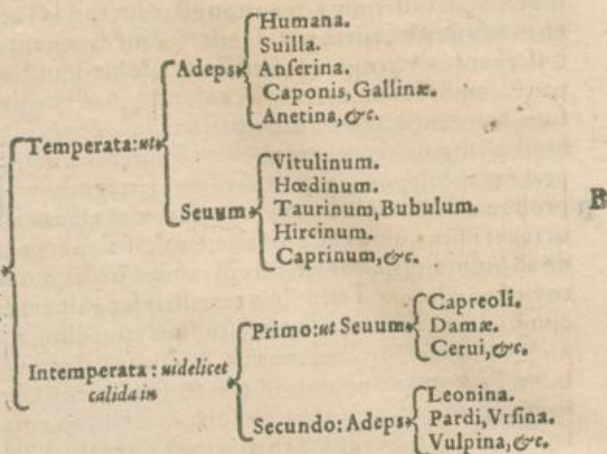 Humana.
Suilla.
Adeps
Anſerina.
Caponis, Gallinæ.
Anetina, &c.
Temperata: ut
Vitulinum.
Hœdinum.
Seuum
Taurinum, Bubulum.
Hircinum.
Caprinum, &c.
B
Capreoli.
Primo: ut Seuum
Damæ.
Cerui, &c.
Intemperata: uidelicet
calida in
Leonina.
Secundo: Adeps
Pardi, Vrſina.
Vulpina, &c.